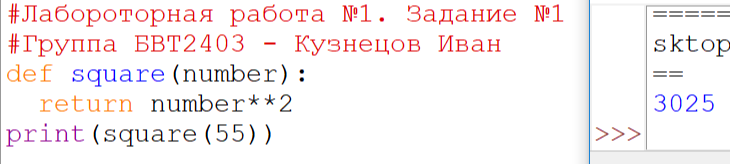 #Лабороторная работа №1. Задание №1
#Группа БВТ2403 - Кузнецов Иван
def square(number):
  return number**2
print(square(55))
======
sktop
==
3025
>>>